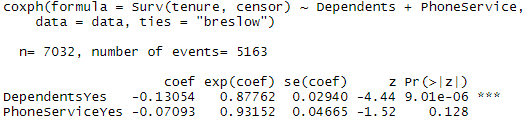 coxph(formula = Surv(tenure, censor) ~ Dependents + PhoneService,
data = data, ties = "breslow")
n= 7032, number of events= 5163
coef exp(coef) se(coef) z Pr(>|z|)
DependentsYes -0.13054 0.87762 0.02940 -4.44 9.01e-06 ***
PhoneServiceYes -0.07093 0.93152 0.04665 -1.52 0.128